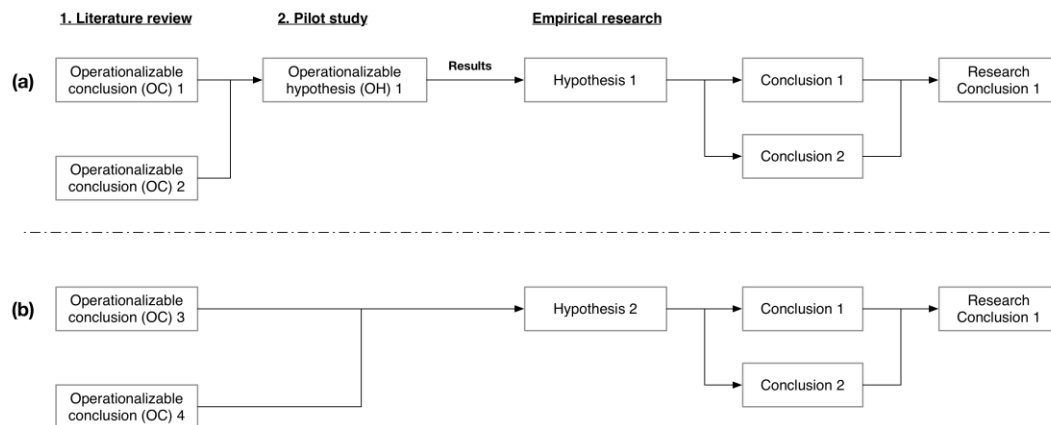 1. Literature review
2. Pilot study
Empirical research
(a)
Operationalizable
conclusion (OC) 1
Operationalizable
hypothesis (OH) 1
Results
Hypothesis 1
Conclusion 1
Research
Conclusion 1
Operationalizable
conclusion (OC) 2
Conclusion 2
(b)
Operationalizable
conclusion (OC) 3
Hypothesis 2
Conclusion 1
Research
Conclusion 1
Operationalizable
conclusion (OC) 4
Conclusion 2